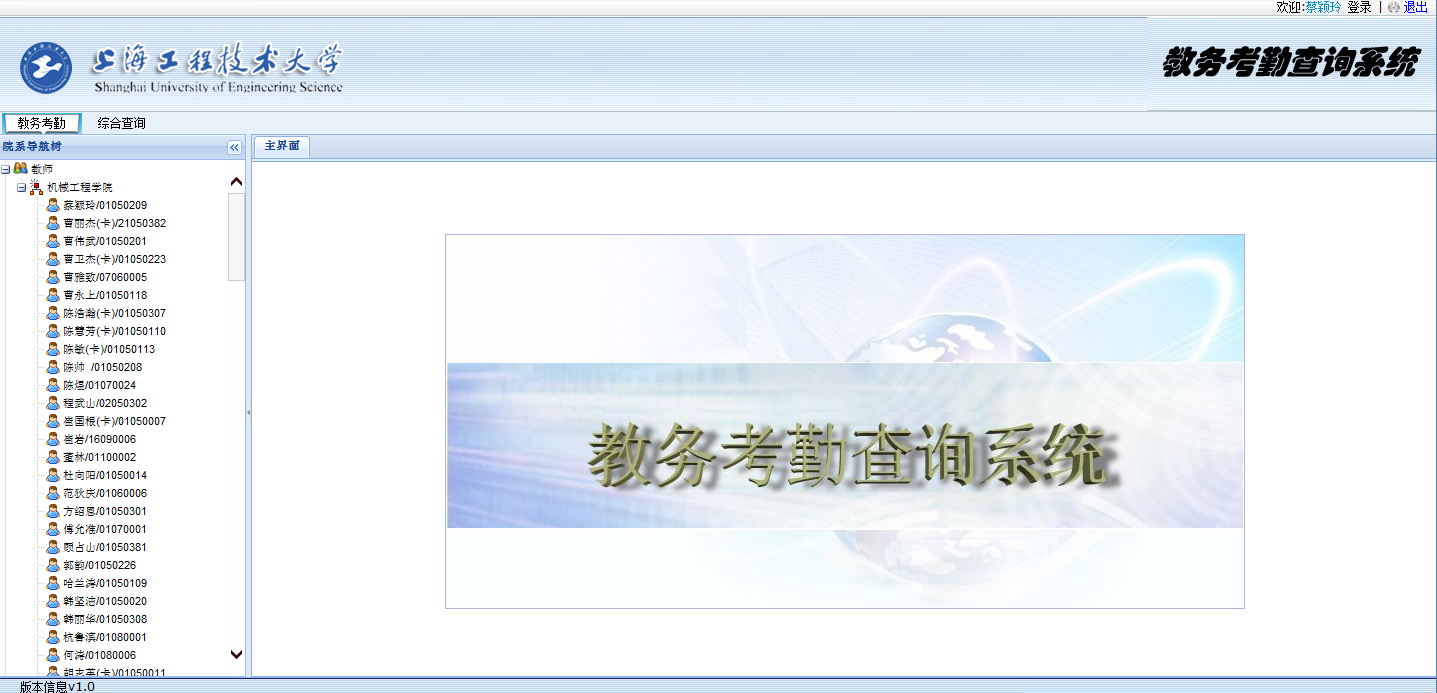 欢迎:蔡颖玲 登录 | 退出
上海工程技术大学
Shanghai University of Engineering Science
教务考勤查询系统
教务考勤 综合查询
院系导航树
主界面
教师
机械工程学院
蔡颖玲/01050209
曹丽杰(卡)/21050382
曹伟武/01050201
曹卫杰(卡)/01050223
曹雅致/07060005
曹永上/01050118
陈浩瀚(卡)/01050307
陈慧芳(卡)/01050110
陈敏(卡)/01050113
陈帅 /01050208
陈煜/01070024
程武山/02050302
崔国根(卡)/01050007
崔岩/16090006
董林/01100002
杜向阳/01050014
范狄庆/01060006
方绍恩/01050301
傅允准/01070001
顾占山/01050381
郭韵/01050226
哈兰涛/01050109
韩坚洁/01050020
韩丽华/01050308
杭鲁滨/01080001
何涛/01080006
胡志英(卡)/01050011
教务考勤查询系统
版本信息v1.0